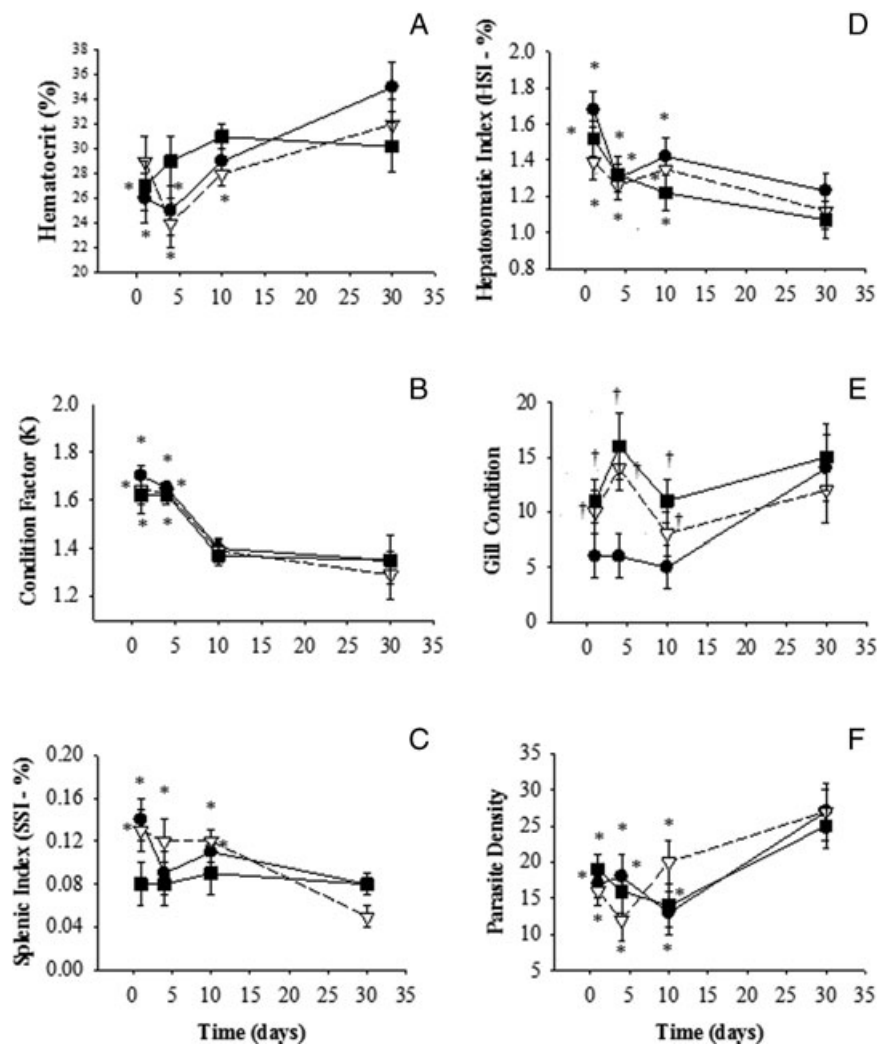 A
Hematocrit (%)
38
36
34
32
30
28
26
24
22
20
0 5 10 15 20 25 30 35
* * * * *
D
Hepatosomatic Index (HSI - %)
2.0
1.8
1.6
1.4
1.2
1.0
0.8
0 5 10 15 20 25 30 35
* * * * * * * * *
B
Condition Factor (K)
2.0
1.8
1.6
1.4
1.2
0 5 10 15 20 25 30 35
* * * * * *
E
Gill Condition
20
15
10
5
0
0 5 10 15 20 25 30 35
† † † † † †
C
Splenic Index (SSI - %)
0.20
0.16
0.12
0.08
0.04
0.00
0 5 10 15 20 25 30 35
Time (days)
* * * * *
F
Parasite Density
35
30
25
20
15
10
5
0 5 10 15 20 25 30 35
Time (days)
* * * * * * * * *